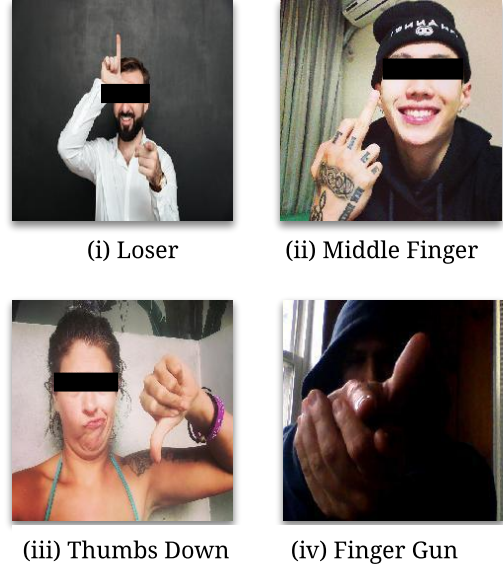 (i) Loser
(ii) Middle Finger
(iii) Thumbs Down
(iv) Finger Gun